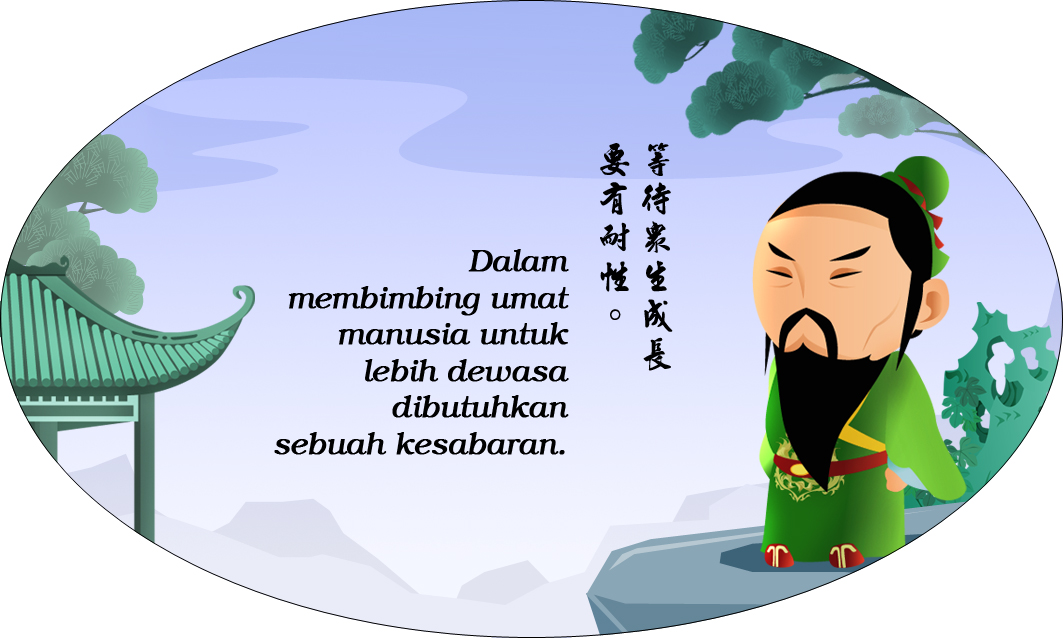 等待眾生成長
要有耐性。
Dalam
membimbing umat
manusia untuk
lebih dewasa
dibutuhkan
sebuah kesabaran.